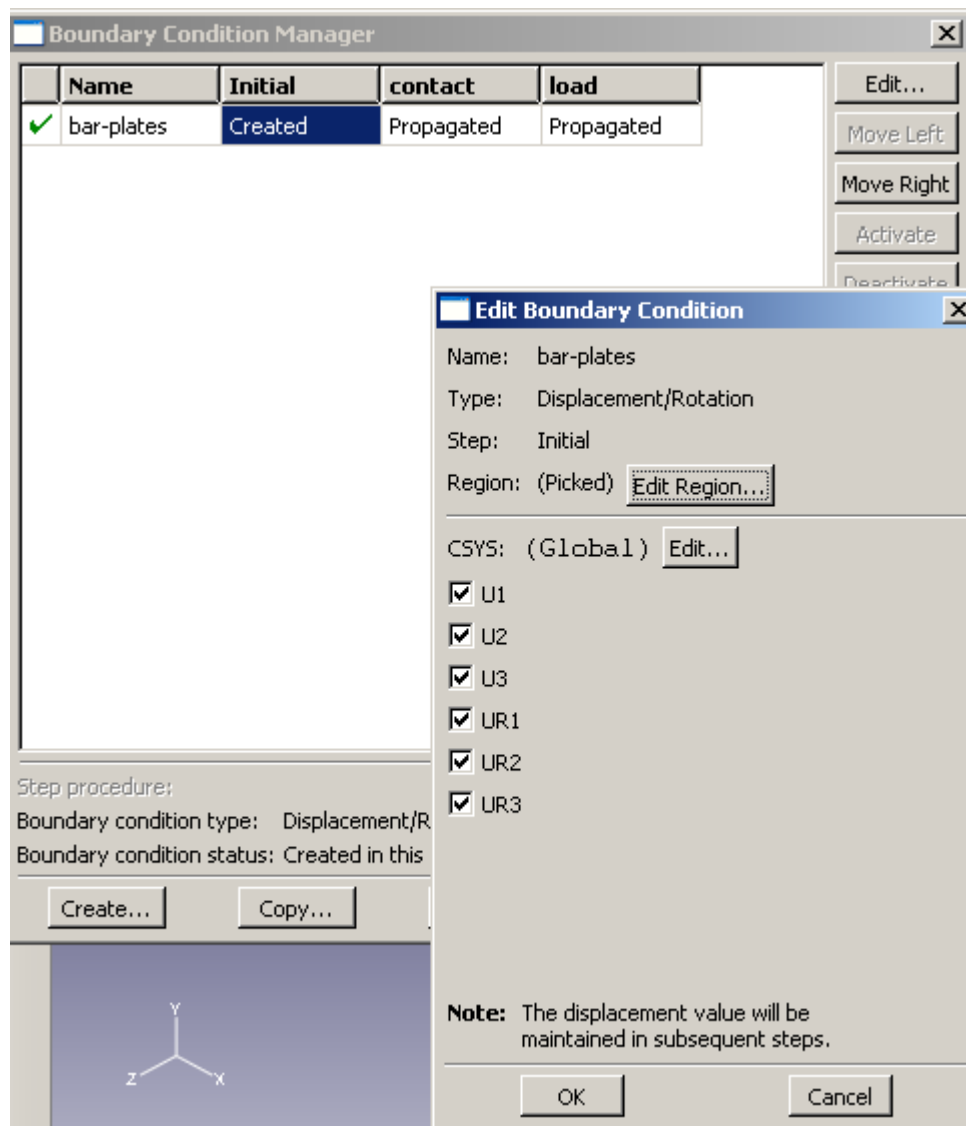 Boundary Condition Manager
Name Initial contact load
bar-plates Created Propagated Propagated
Edit...
Move Left
Move Right
Activate
Deactivate
Step procedure:
Boundary condition type: Displacement/R
Boundary condition status: Created in this
Create... Copy...
Edit Boundary Condition
Name: bar-plates
Type: Displacement/Rotation
Step: Initial
Region: (Picked) Edit Region...
CSYS: (Global) Edit...
U1
U2
U3
UR1
UR2
UR3
Note: The displacement value will be
maintained in subsequent steps.
OK Cancel
Y
Z X